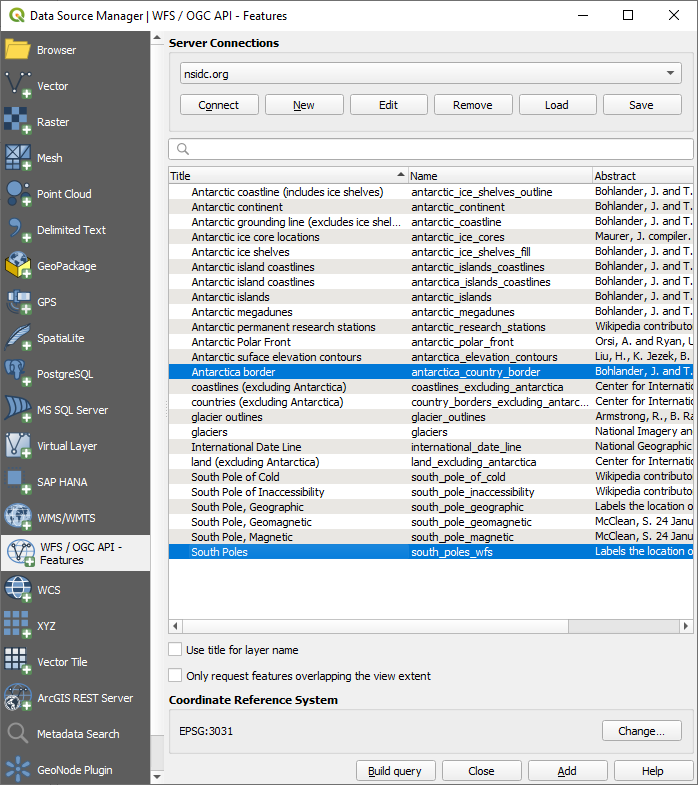 Data Source Manager | WFS / OGC API - Features
Browser
Vector
Raster
Mesh
Point Cloud
Delimited Text
GeoPackage
GPS
SpatiaLite
PostgreSQL
MS SQL Server
Virtual Layer
SAP HANA
WMS/WMTS
WFS / OGC API -
Features
WCS
XYZ
Vector Tile
ArcGIS REST Server
Metadata Search
GeoNode Plugin
Server Connections
nsidc.org
Connect New Edit Remove Load Save
Title Name Abstract
Antarctic coastline (includes ice shelves) antarctic_ice_shelves_outline Bohlander, J. and T.
Antarctic continent antarctic_continent Bohlander, J. and T.
Antarctic grounding line (excludes ice shel... antarctic_coastline Bohlander, J. and T.
Antarctic ice core locations antarctic_ice_cores Maurer, J. compiler.
Antarctic ice shelves antarctic_ice_shelves_fill Bohlander, J. and T.
Antarctic island coastlines antarctic_islands_coastlines Bohlander, J. and T.
Antarctic island coastlines antarctica_islands_coastlines Bohlander, J. and T.
Antarctic islands antarctic_islands Bohlander, J. and T.
Antarctic megadunes antarctic_megadunes Bohlander, J. and T.
Antarctic permanent research stations antarctic_research_stations Wikipedia contributo
Antarctic Polar Front antarctic_polar_front Orsi, A. and Ryan, U
Antarctic suface elevation contours antarctica_elevation_contours Liu, H., K. Jezek, B.
Antarctica border antarctica_country_border Bohlander, J. and T.
coastlines (excluding Antarctica) coastlines_excluding_antarctica Center for Internatio
countries (excluding Antarctica) country_borders_excluding_antarc... Center for Internatio
glacier outlines glacier_outlines Armstrong, R., B. Ra
glaciers glaciers National Imagery and
International Date Line international_date_line National Geographic
land (excluding Antarctica) land_excluding_antarctica Center for Internatio
South Pole of Cold south_pole_of_cold Wikipedia contributo
South Pole of Inaccessibility south_pole_inaccessibility Wikipedia contributo
South Pole, Geographic south_pole_geographic Labels the location o
South Pole, Geomagnetic south_pole_geomagnetic McClean, S. 24 Janu
South Pole, Magnetic south_pole_magnetic McClean, S. 24 Janu
South Poles south_poles_wfs Labels the location o
Use title for layer name
Only request features overlapping the view extent
Coordinate Reference System
EPSG:3031 Change...
Build query Close Add Help